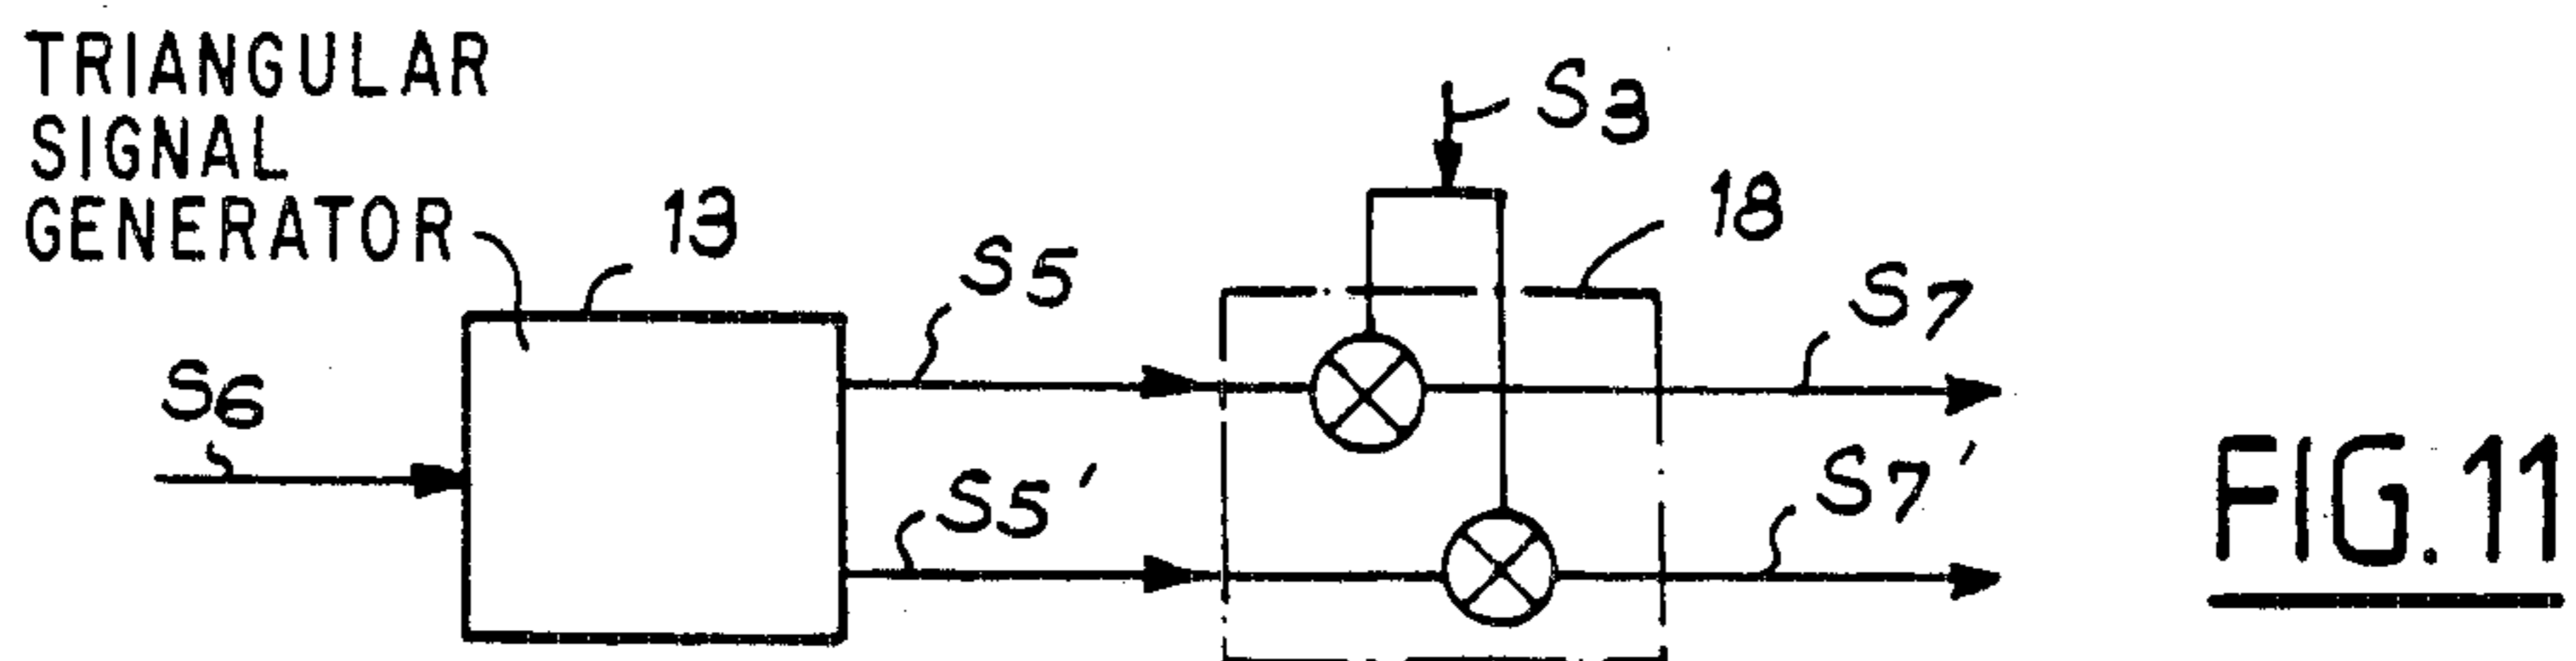 TRIANGULAR
SIGNAL
GENERATOR
13
S3
18
S5
S7
S6
S5'
S7'
FIG.11